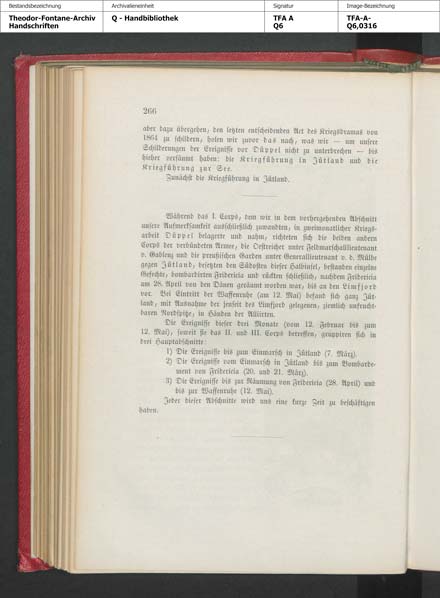 Bestandsbezeichnung
Archivalieneinheit
Signatur
Image-Bezeichnung
Theodor-Fontane-Archiv
Handschriften
Q - Handbibliothek
TFA A
Q6
TFA-A-
Q6,0316
266
aber dazu übergehen, den letzten entscheidenden Act des Kriegsdramas von
1864 zu schildern, holen wir zuvor das nach, was wir — um unsere
Schilderungen der Ereignisse vor Düppel nicht zu unterbrechen — bis
hieher versäumt haben: die Kriegführung in Jütland und die
Kriegführung zur See.
Zunächst die Kriegführung in Jütland.
Während das I. Corps, dem wir in dem vorhergehenden Abschnitt
unsere Aufmerksamkeit ausschließlich zuwandten, in zweimonatlicher Kriegs-
arbeit Düppel belagerte und nahm, richteten sich die beiden andern
Corps der verbündeten Armee, die Oestreicher unter Feldmarschalllieutenant
v. Gablenz und die preußischen Garden unter Generallieutenant v. d. Mülbe
gegen Jütland, besetzten den Südosten dieser Halbinsel, bestanden einzelne
Gefechte, bombardirten Fridericia und rückten schließlich, nachdem Fridericia
am 28. April von den Dänen geräumt worden war, bis an den Limfjord
vor. Bei Eintritt der Waffenruhe (am 12. Mai) befand sich ganz Jüt-
land, mit Ausnahme der jenseit des Limfjord gelegenen, ziemlich unfrucht-
baren Nordspitze, in Händen der Alliirten.
Die Ereignisse dieser drei Monate (vom 12. Februar bis zum
12. Mai), soweit sie das II. und III. Corps betreffen, gruppiren sich in
drei Hauptabschnitte:
1) Die Ereignisse bis zum Einmarsch in Jütland (7. März).
2) Die Ereignisse vom Einmarsch in Jütland bis zum Bombarde-
ment von Fridericia (20. und 21. März).
3) Die Ereignisse bis zur Räumung von Fridericia (28. April) und
bis zur Waffenruhe (12. Mai).
Jeder dieser Abschnitte wird uns eine kurze Zeit zu beschäftigen
haben.